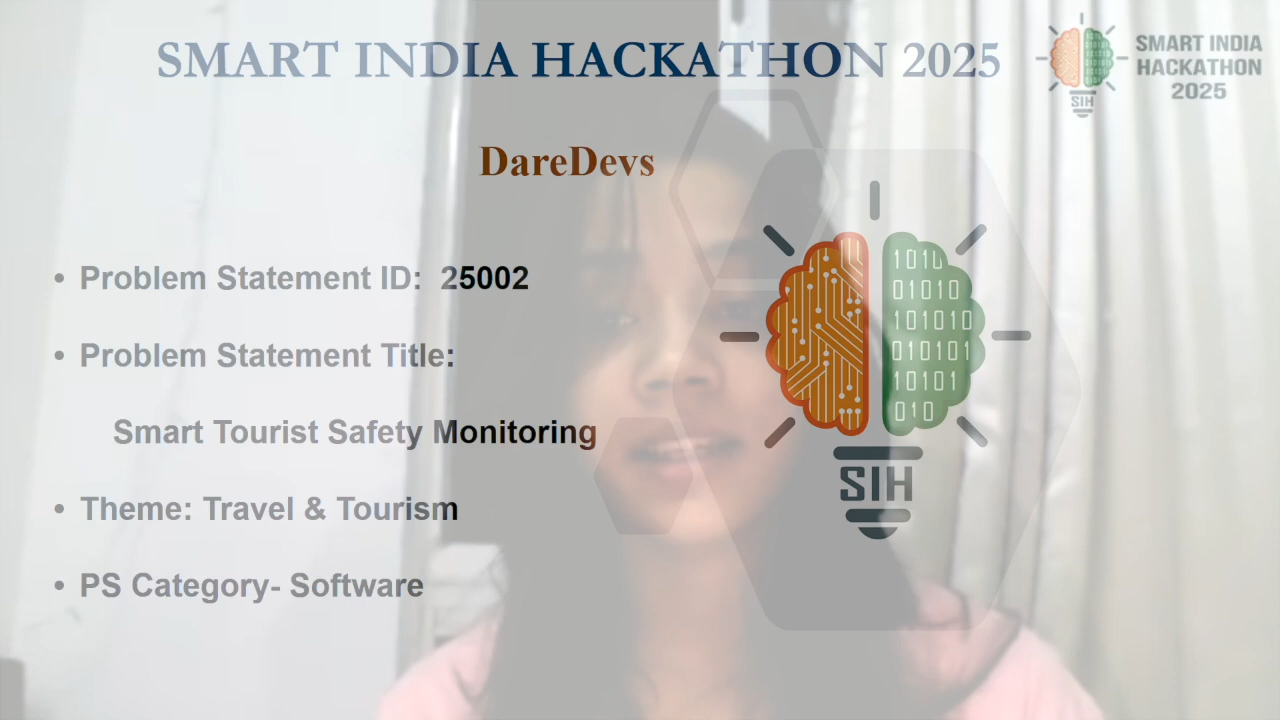 SMART INDIA HACKATHON 2025
SMART INDIA
HACKATHON
2025
SIH
DareDevs
• Problem Statement ID: 25002
• Problem Statement Title:
Smart Tourist Safety Monitoring
• Theme: Travel & Tourism
• PS Category- Software
01010
101010
010101
10101
010
SIH